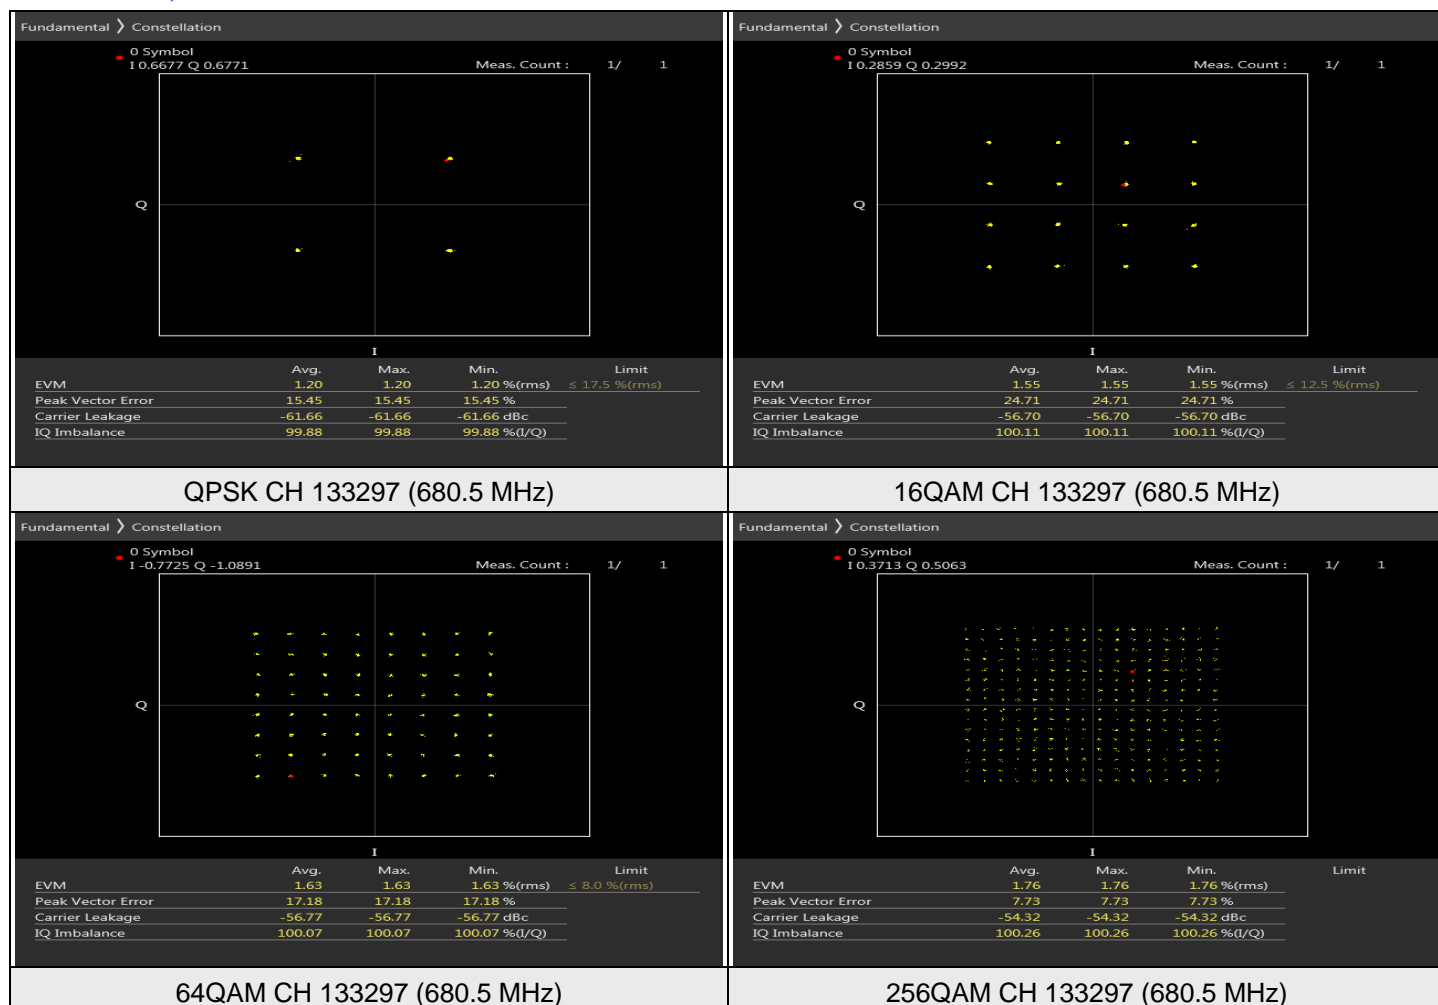 Fundamental ❯ Constellation
0 Symbol
I 0.6677 Q 0.6771 Meas. Count : 1/ 1
Q
I
Avg. Max. Min. Limit
EVM 1.20 1.20 1.20 %(rms) ≤ 17.5 %(rms)
Peak Vector Error 15.45 15.45 15.45 %
Carrier Leakage -61.66 -61.66 -61.66 dBc
IQ Imbalance 99.88 99.88 99.88 %(I/Q)
QPSK CH 133297 (680.5 MHz)
Fundamental ❯ Constellation
0 Symbol
I 0.2859 Q 0.2992 Meas. Count : 1/ 1
Q
I
Avg. Max. Min. Limit
EVM 1.55 1.55 1.55 %(rms) ≤ 12.5 %(rms)
Peak Vector Error 24.71 24.71 24.71 %
Carrier Leakage -56.70 -56.70 -56.70 dBc
IQ Imbalance 100.11 100.11 100.11 %(I/Q)
16QAM CH 133297 (680.5 MHz)
Fundamental ❯ Constellation
0 Symbol
I -0.7725 Q -1.0891 Meas. Count : 1/ 1
Q
I
Avg. Max. Min. Limit
EVM 1.63 1.63 1.63 %(rms) ≤ 8.0 %(rms)
Peak Vector Error 17.18 17.18 17.18 %
Carrier Leakage -56.77 -56.77 -56.77 dBc
IQ Imbalance 100.07 100.07 100.07 %(I/Q)
64QAM CH 133297 (680.5 MHz)
Fundamental ❯ Constellation
0 Symbol
I 0.3713 Q 0.5063 Meas. Count : 1/ 1
Q
I
Avg. Max. Min. Limit
EVM 1.76 1.76 1.76 %(rms)
Peak Vector Error 7.73 7.73 7.73 %
Carrier Leakage -54.32 -54.32 -54.32 dBc
IQ Imbalance 100.26 100.26 100.26 %(I/Q)
256QAM CH 133297 (680.5 MHz)